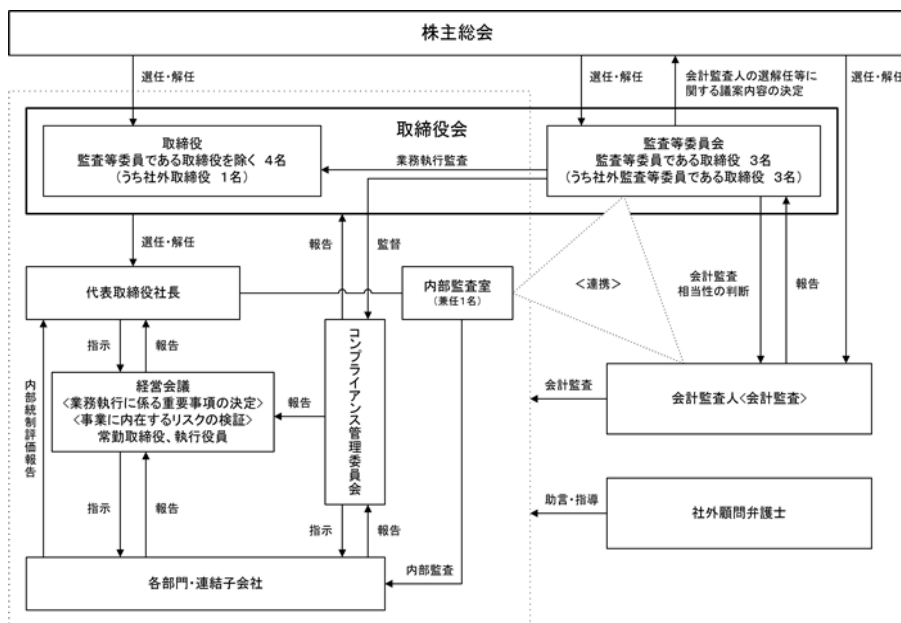 株主総会
選任・解任
選任・解任
会計監査人の選解任等に
関する議案内容の決定
選任・解任
取締役会
取締役
監査等委員である取締役を除く 4名
(うち社外取締役 1名)
業務執行監査
監査等委員会
監査等委員である取締役 3名
(うち社外監査等委員である取締役 3名)
選任・解任
報告
監督
代表取締役社長
内部監査室
(兼任1名)
<連携>
会計監査
相当性の判断
報告
指示
報告
内部統制評価報告
経営会議
<業務執行に係る重要事項の決定>
<事業に内在するリスクの検証>
常勤取締役、執行役員
報告
コンプライアンス管理委員会
会計監査
会計監査人<会計監査>
指示
報告
指示
報告
助言・指導
社外顧問弁護士
各部門・連結子会社
内部監査